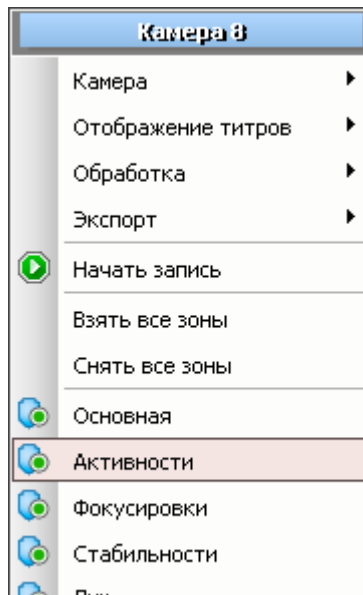 Камера 8
Камера
Отображение титров
Обработка
Экспорт
Начать запись
Взять все зоны
Снять все зоны
Основная
Активности
Фокусировки
Стабильности